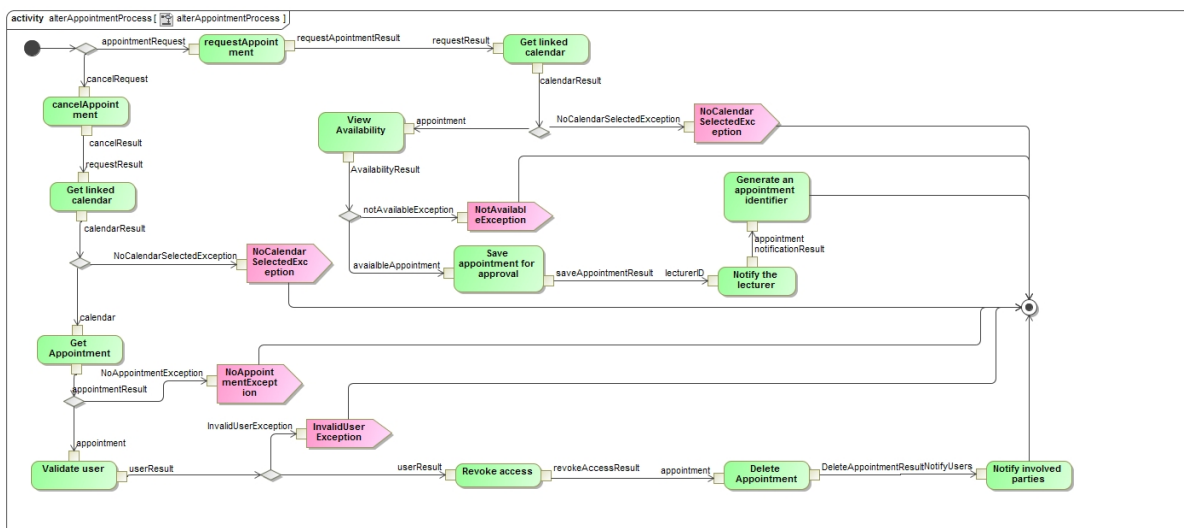 activity alterAppointmentProcess [ alterAppointmentProcess ]
appointmentRequest
requestAppoint
ment
requestApointmentResult
requestResult
Get linked
calendar
calendarResult
cancelRequest
cancelAppoint
ment
cancelResult
requestResult
Get linked
calendar
calendarResult
View
Availability
appointment
NoCalendarSelectedException
NoCalendar
SelectedExc
eption
AvailabilityResult
notAvailableException
NotAvailabl
eException
Generate an
appointment
identifier
appointment
notificationResult
avaialbleAppointment
Save
appointment for
approval
saveAppointmentResult
lecturerID
Notify the
lecturer
NoCalendarSelectedException
NoCalendar
SelectedExc
eption
calendar
Get
Appointment
NoAppointmentException
NoAppoint
mentExcept
ion
appointmentResult
appointment
InvalidUserException
InvalidUser
Exception
Validate user
userResult
userResult
Revoke access
revokeAccessResult
appointment
Delete
Appointment
DeleteAppointmentResult
NotifyUsers
Notify involved
parties